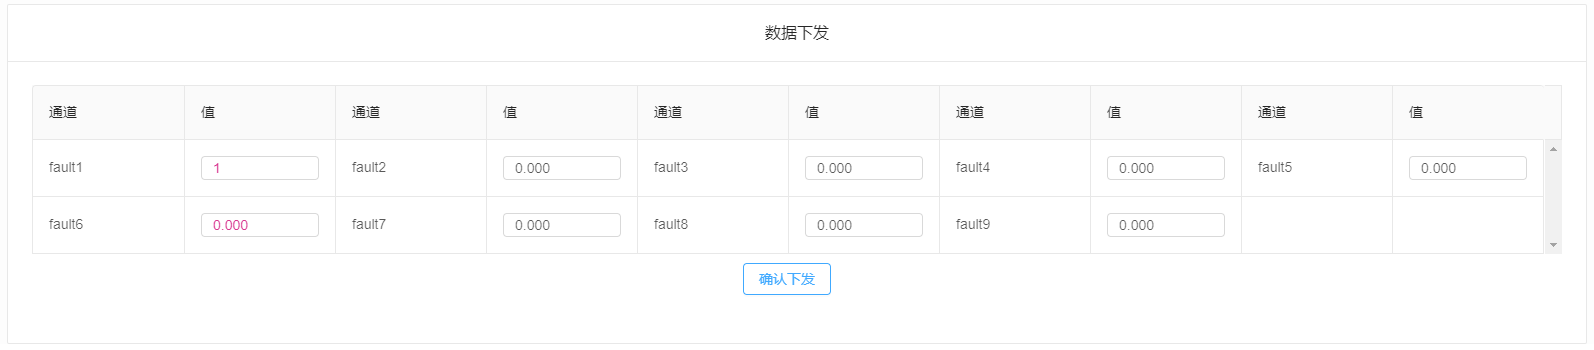 数据下发
通道 值 通道 值 通道 值 通道 值 通道 值
fault1 1 fault2 0.000 fault3 0.000 fault4 0.000 fault5 0.000
fault6 0.000 fault7 0.000 fault8 0.000 fault9 0.000
确认下发